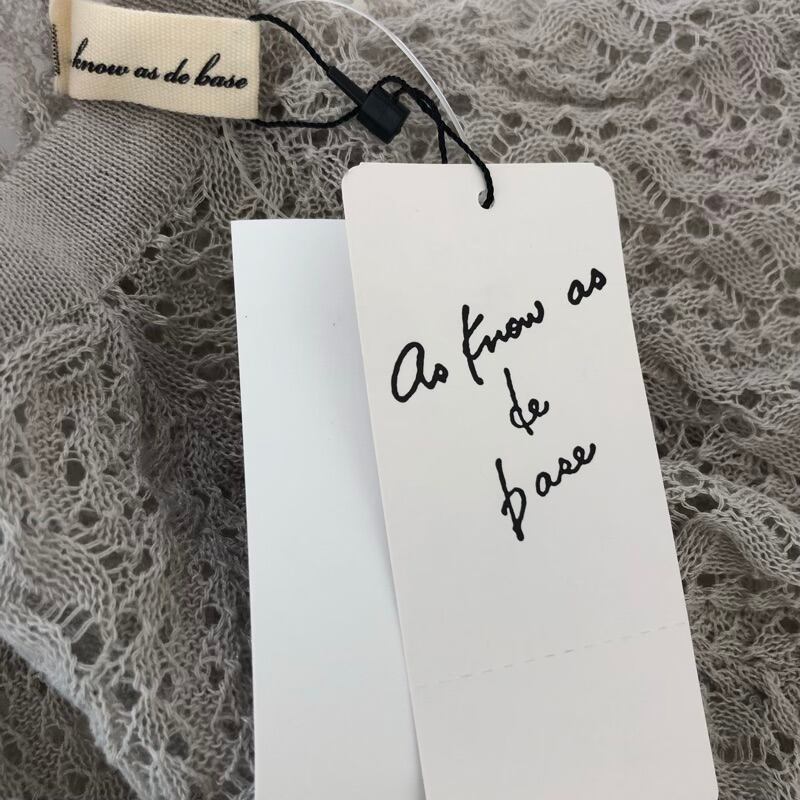 know as de base
As Know as
de
base